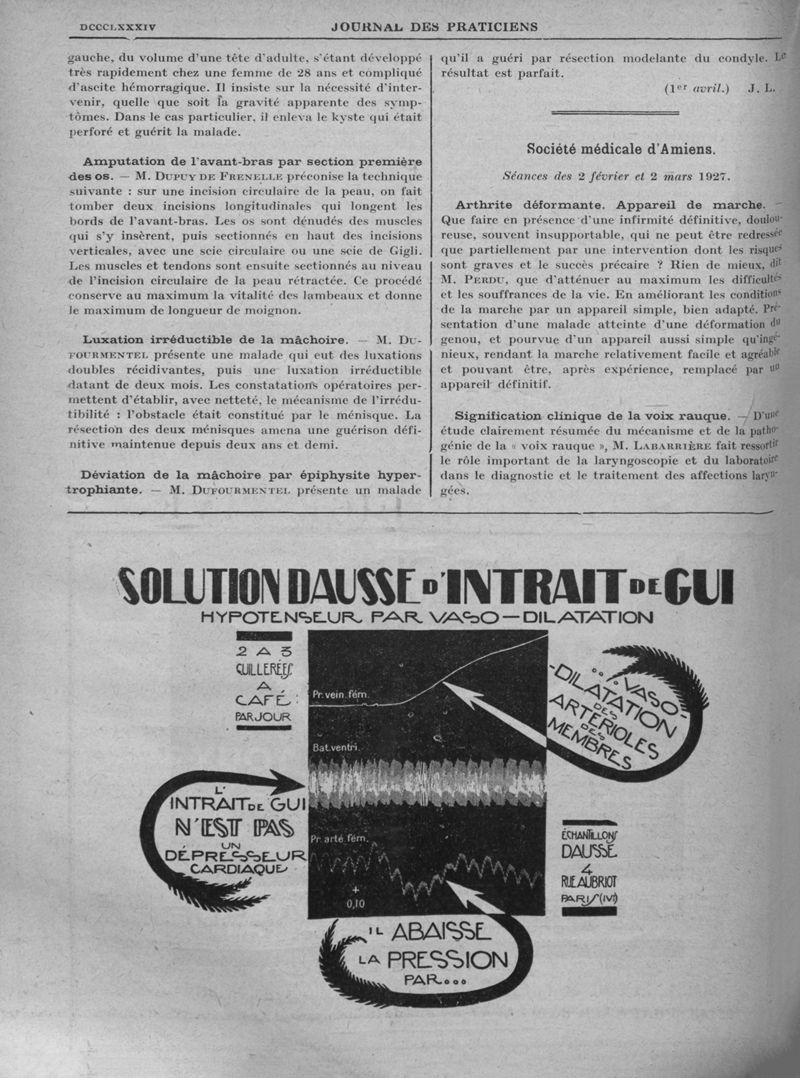 DCCCLXXXIV
JOURNAL DES PRATICIENS
gauche, du volume d'une tête d'adulte, s'étant développé
très rapidement chez une femme de 28 ans et compliqué
d'ascite hémorragique. Il insiste sur la nécessité d'inter-
venir, quelle que soit la gravité apparente des symp-
tômes. Dans le cas particulier, il enleva le kyste qui était
perforé et guérit la malade.
Amputation de l'avant-bras par section première
des os. — M. DUPUY DE FRENELLE préconise la technique
suivante : sur une incision circulaire de la peau, on fait
tomber deux incisions longitudinales qui longent les
bords de l'avant-bras. Les os sont dénudés des muscles
qui s'y insèrent, puis sectionnés en haut des incisions
verticales, avec une scie circulaire ou une scie de Gigli.
Les muscles et tendons sont ensuite sectionnés au niveau
de l'incision circulaire de la peau rétractée. Ce procédé
conserve au maximum la vitalité des lambeaux et donne
le maximum de longueur de moignon.
Luxation irréductible de la mâchoire. — M. DU-
FOURMENTEL présente une malade qui eut des luxations
doubles récidivantes, puis une luxation irréductible
datant de deux mois. Les constatations opératoires per-
mettent d'établir, avec netteté, le mécanisme de l'irrédu-
tibilité : l'obstacle était constitué par le ménisque. La
résection des deux ménisques amena une guérison défi-
nitive maintenue depuis deux ans et demi.
Déviation de la mâchoire par épiphysite hyper-
trophiante. — M. DUFOURMENTEL présente un malade
qu'il a guéri par résection modelante du condyle. Le
résultat est parfait.
(1er avril.) J. L.
Société médicale d'Amiens.
Séances des 2 février et 2 mars 1927.
Arthrite déformante. Appareil de marche. —
Que faire en présence d'une infirmité définitive, doulou-
reuse, souvent insupportable, qui ne peut être redressée
que partiellement par une intervention dont les risques
sont graves et le succès précaire ? Rien de mieux, dit
M. PERDU, que d'atténuer au maximum les difficultés
et les souffrances de la vie. En améliorant les conditions
de la marche par un appareil simple, bien adapté. Pré-
sentation d'une malade atteinte d'une déformation du
genou, et pourvue d'un appareil aussi simple qu'ingé-
nieux, rendant la marche relativement facile et agréable
et pouvant être, après expérience, remplacé par un
appareil définitif.
Signification clinique de la voix rauque. — D'une
étude clairement résumée du mécanisme et de la patho-
génie de la « voix rauque », M. LABARRIÈRE fait ressortir
le rôle important de la laryngoscopie et du laboratoire
dans le diagnostic et le traitement des affections laryn-
gées.
SOLUTION DAUSSE D'INTRAIT DE GUI
HYPOTENSEUR PAR VASO — DILATATION
2 A 3
CUILLERÉES
A
CAFÉ
PAR JOUR
Pr. vein. fém.
...VASO-
DILATATION
DES
ARTÉRIOLES
DES
MEMBRES
Bat. ventri.
L'
INTRAIT DE GUI
N'EST PAS
UN
DÉPRESSEUR
CARDIAQUE
Pr. arté. fém.
+
0,10
ÉCHANTILLONS
DAUSSE
4
RUE AUBRIOT
PARIS (IV)
IL ABAISSE
LA PRESSION
PAR...